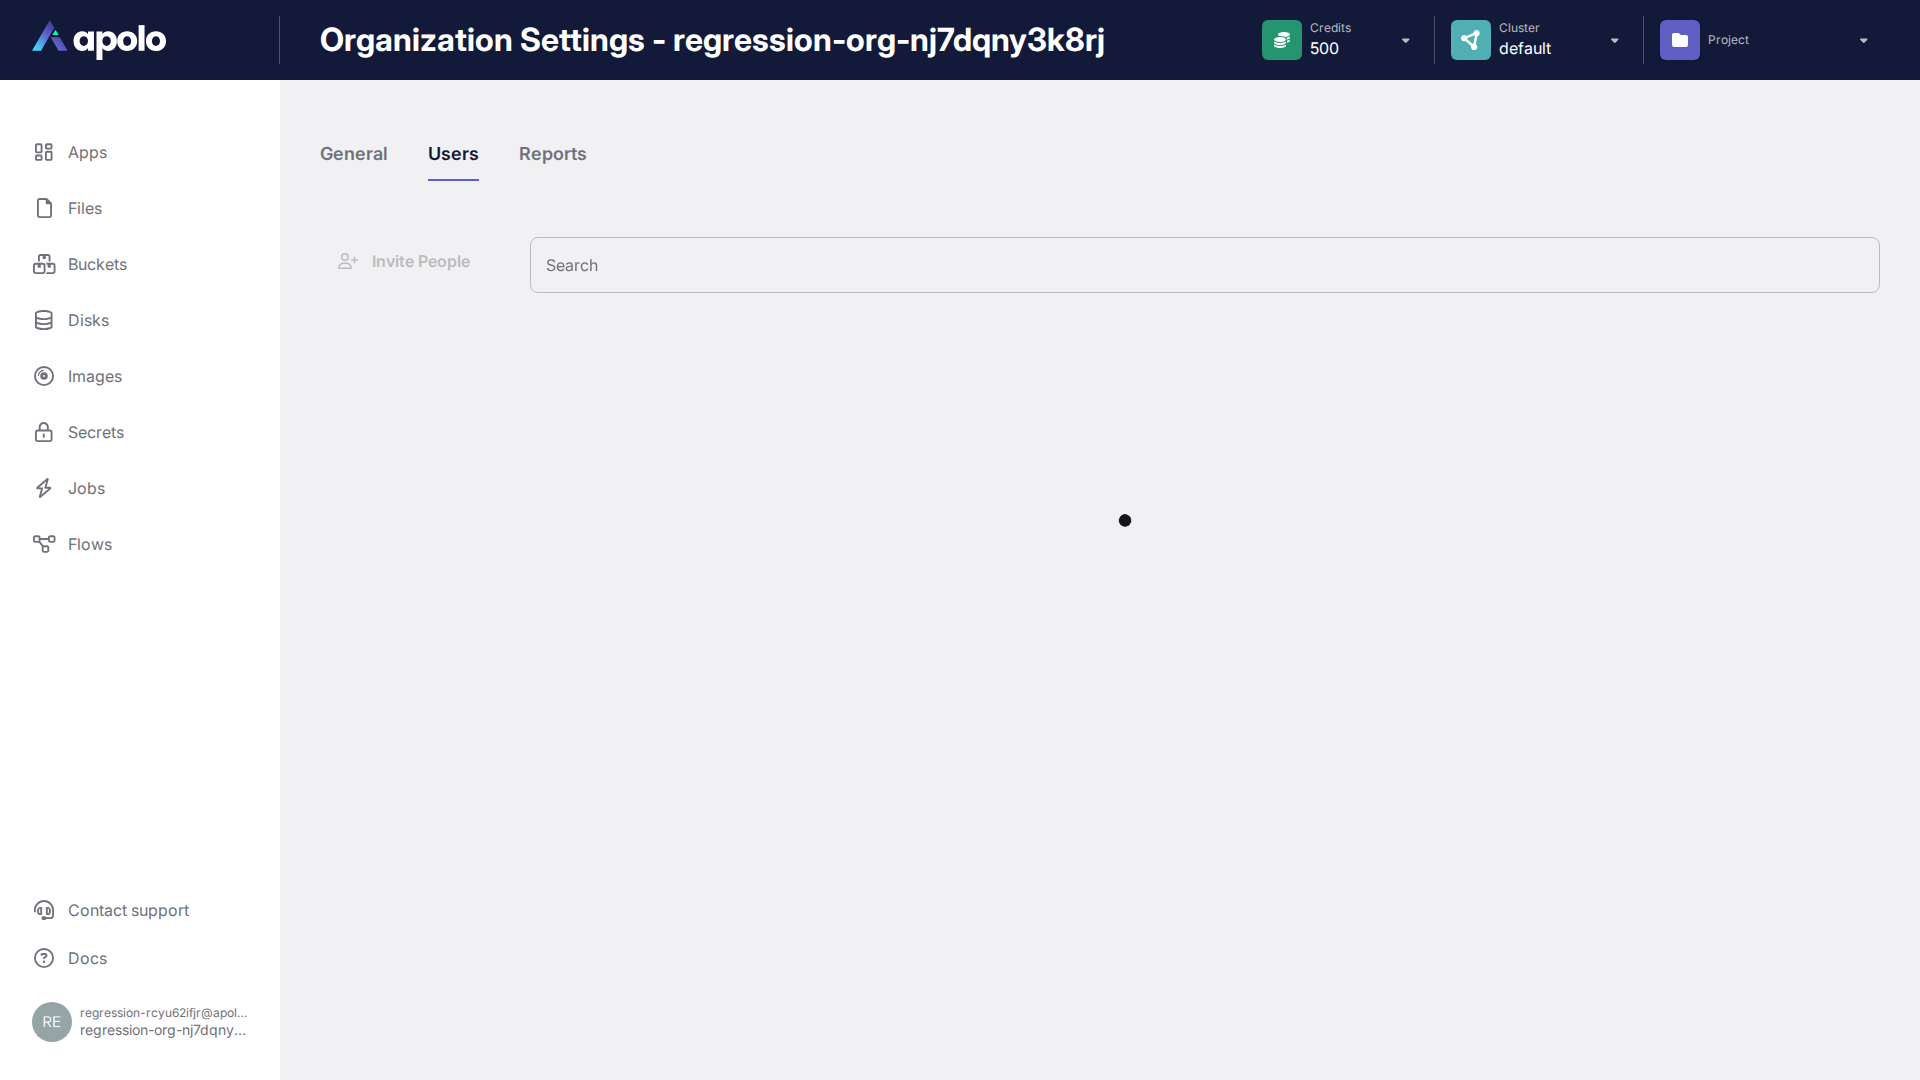 apolo
Organization Settings - regression-org-nj7dqny3k8rj
Credits
500
Cluster
default
Project
Apps
Files
Buckets
Disks
Images
Secrets
Jobs
Flows
General
Users
Reports
Invite People
Search
Contact support
Docs
RE
regression-rcyu62ifjr@apol...
regression-org-nj7dqny...